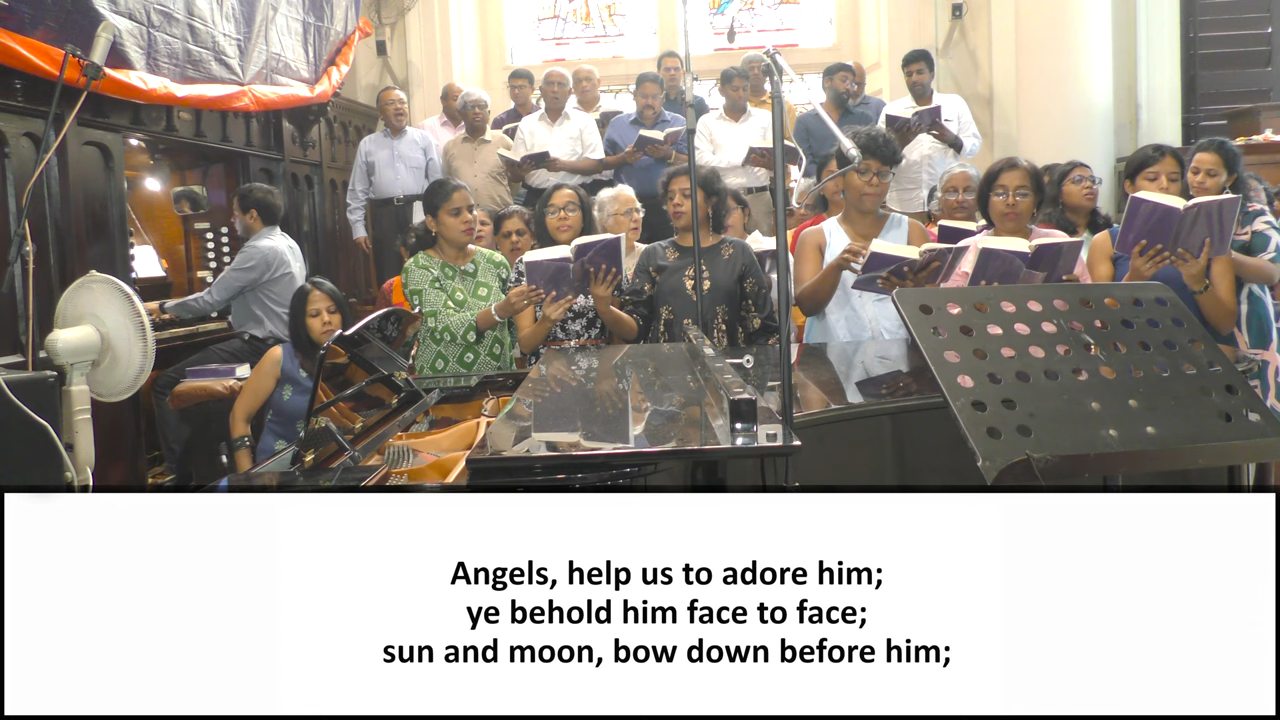 Angels, help us to adore him;
ye behold him face to face;
sun and moon, bow down before him;